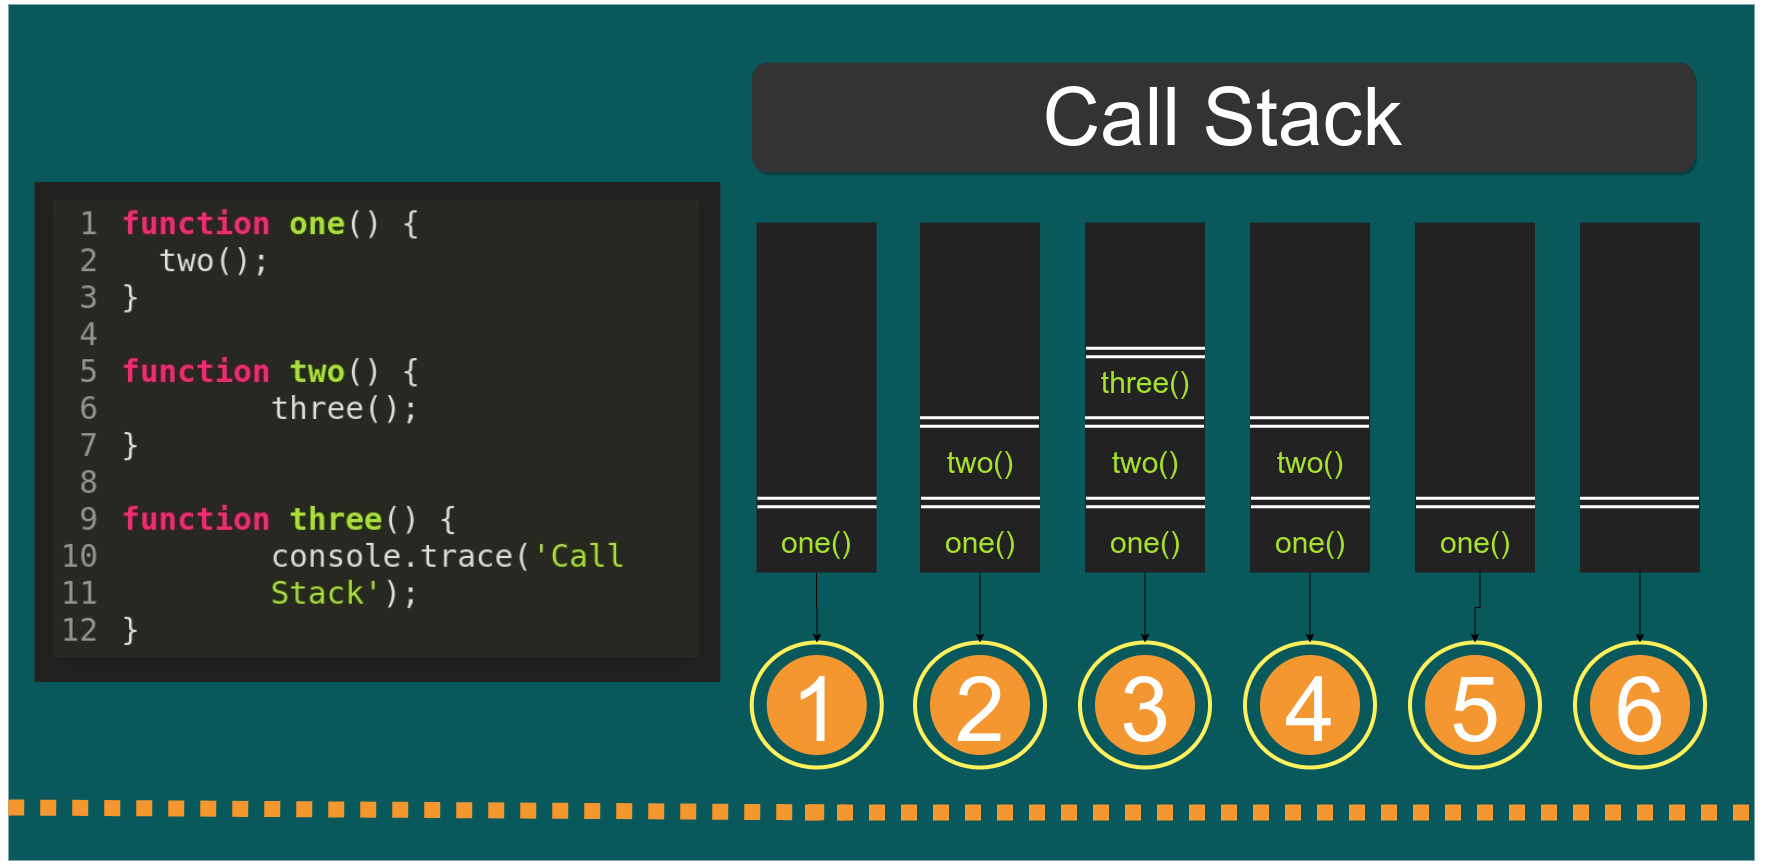 Call Stack
1 function one() {
2   two();
3 }
4
5 function two() {
6         three();
7 }
8
9 function three() {
10         console.trace('Call
11         Stack');
12 }
three()
two() two() two()
one() one() one() one() one()
1 2 3 4 5 6